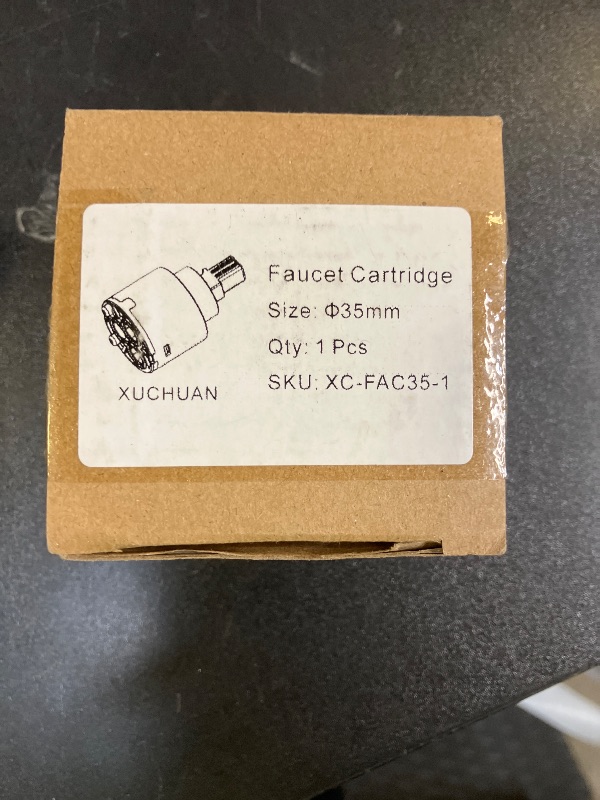 Faucet Cartridge
Size: Φ35mm
Qty: 1 Pcs
SKU: XC-FAC35-1
XUCHUAN